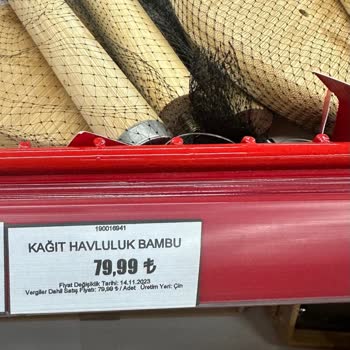 190016941
KAĞIT HAVLULUK BAMBU
79,99 ₺
Fiyat Değişiklik Tarihi: 14.11.2023
Vergiler Dahil Satış Fiyatı: 79,99 ₺ / Adet Üretim Yeri: Çin